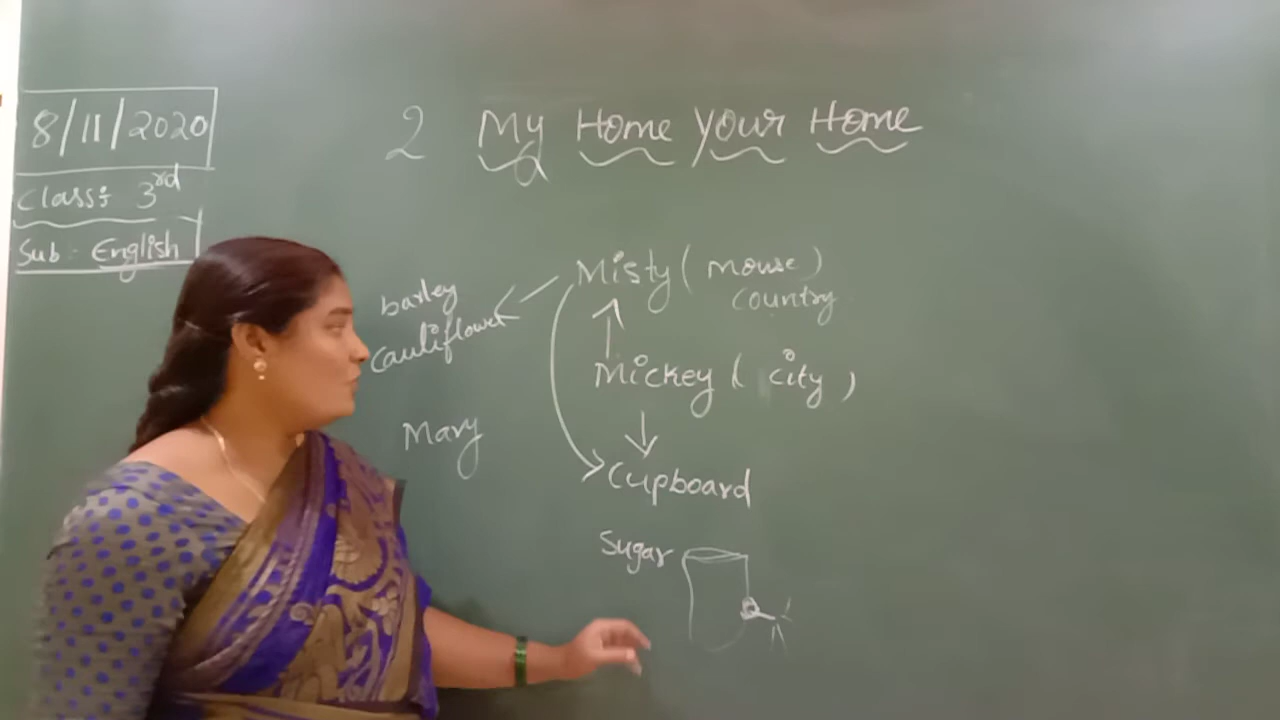 8/11/2020
Class: 3rd
Sub: English
2 My Home Your Home
Misty (mouse)
country
barley
cauliflower
Mickey (city)
Mary
Cupboard
Sugar